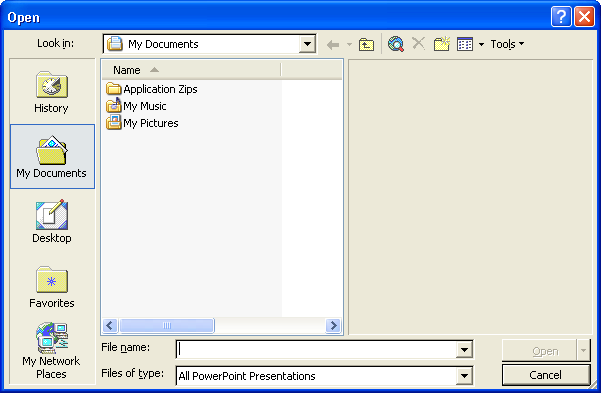 Open
Look in:
My Documents
Tools
History
My Documents
Desktop
Favorites
My Network
Places
Name
Application Zips
My Music
My Pictures
File name:
Open
Files of type:
All PowerPoint Presentations
Cancel